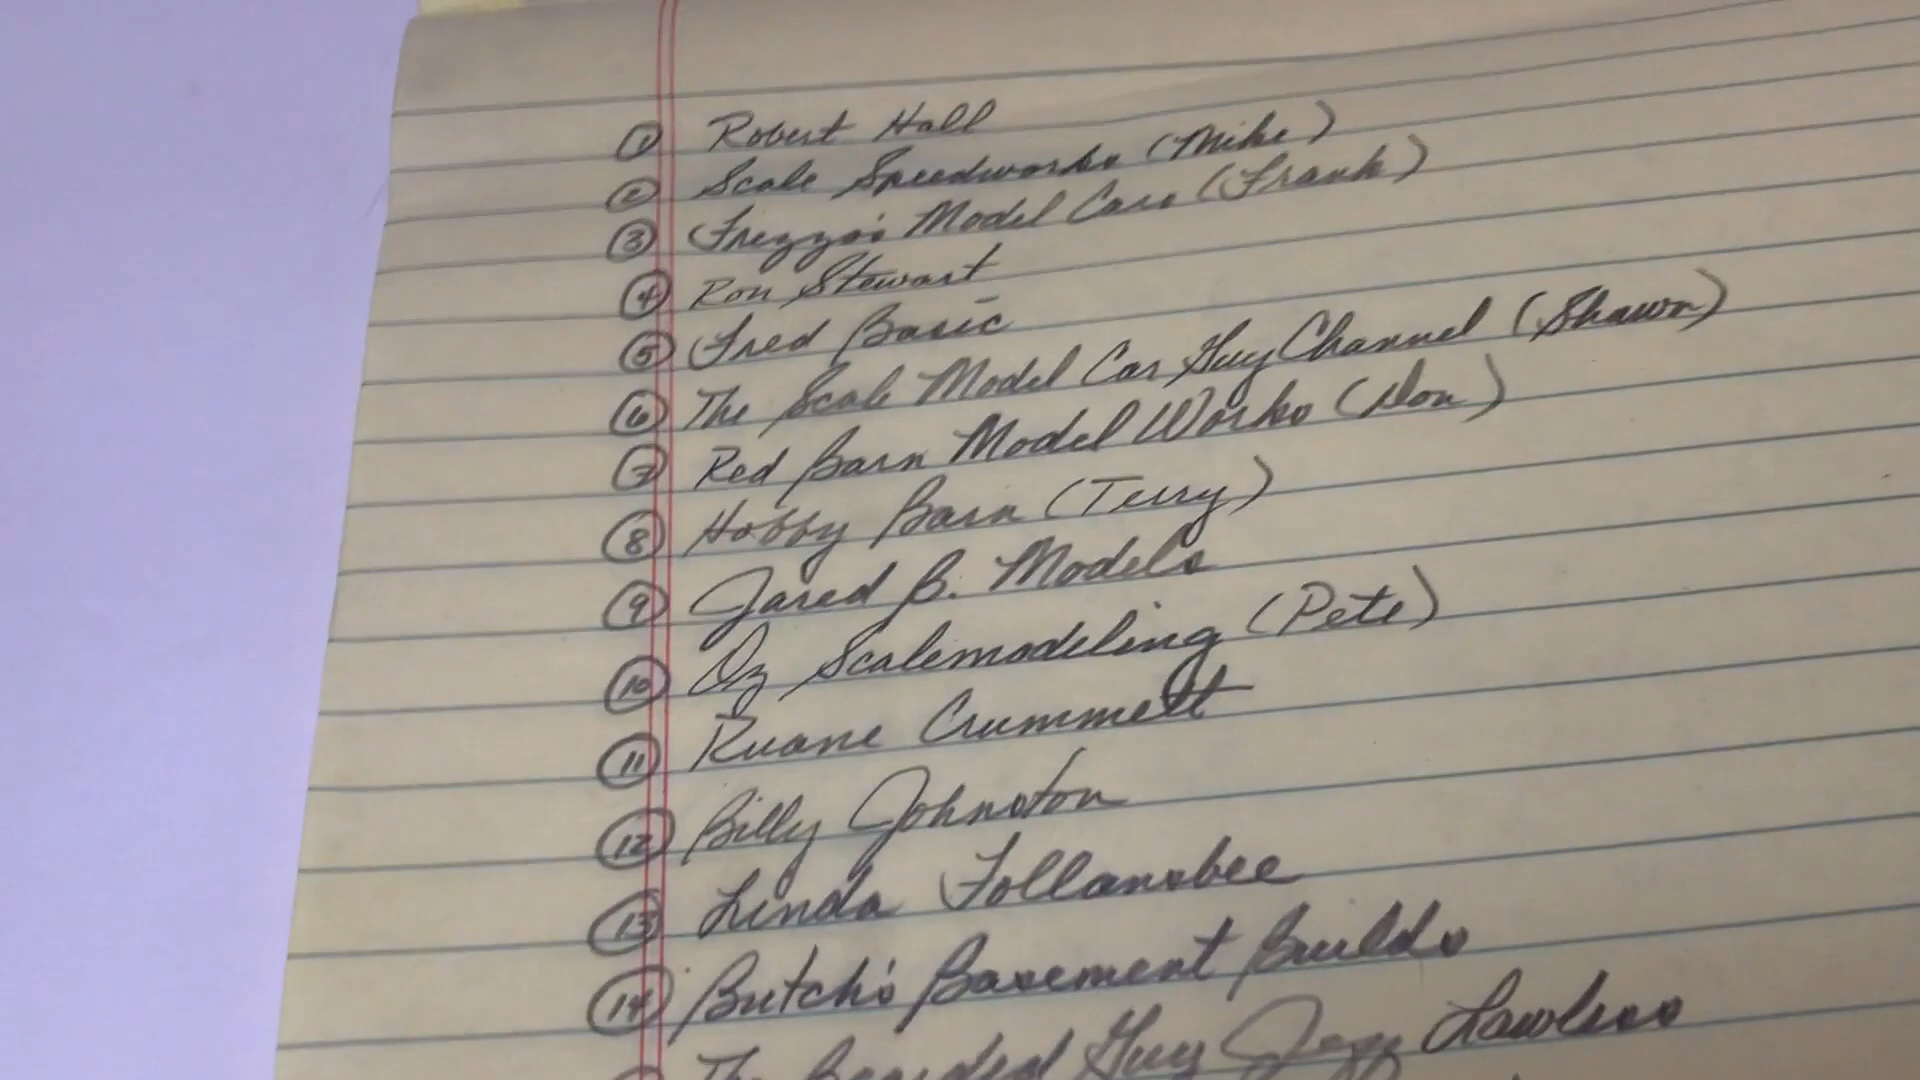 ① Robert Hall
② Scale Speedworks (Mike)
③ Frezzo's Model Cars (Frank)
④ Ron Stewart
⑤ Fred Basic
⑥ The Scale Model Car Guy Channel (Shawn)
⑦ Red Barn Model Works (Don)
⑧ Hobby Barn (Terry)
⑨ Jared B. Models
⑩ Oz Scalemodeling (Pete)
⑪ Ruane Crummett
⑫ Billy Johnston
⑬ Linda Follansbee
⑭ Butch's Basement Builds
The Bearded Guy Lawless